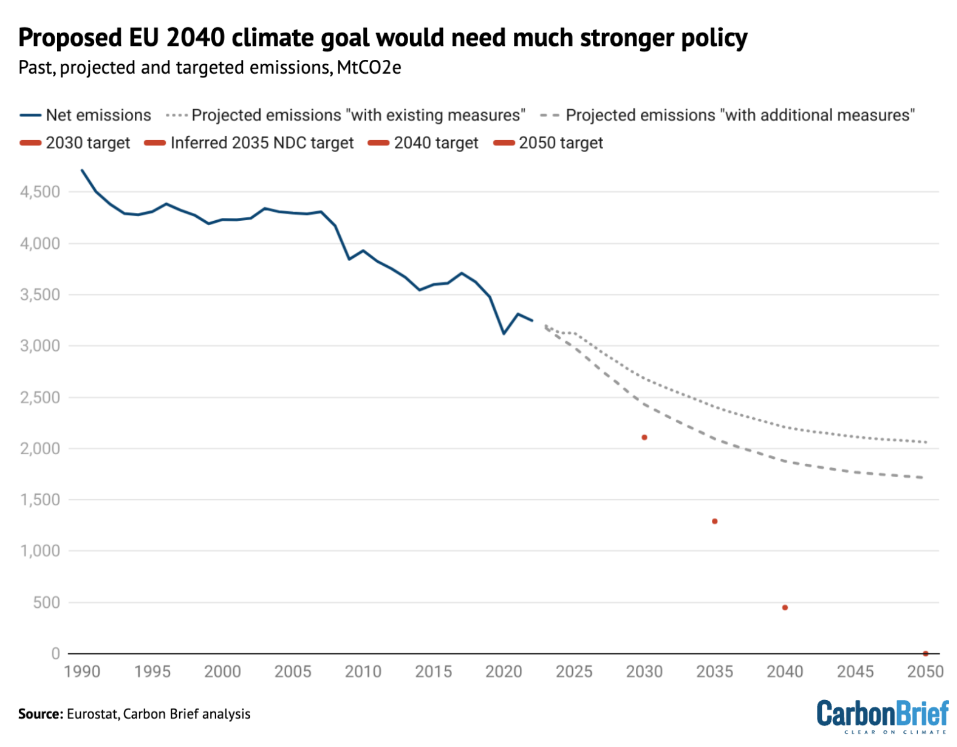 Proposed EU 2040 climate goal would need much stronger policy
Past, projected and targeted emissions, MtCO2e
Net emissions Projected emissions "with existing measures" Projected emissions "with additional measures"
2030 target Inferred 2035 NDC target 2040 target 2050 target
4,500
4,000
3,500
3,000
2,500
2,000
1,500
1,000
500
0
1990 1995 2000 2005 2010 2015 2020 2025 2030 2035 2040 2045 2050
Source: Eurostat, Carbon Brief analysis
CarbonBrief
CLEAR ON CLIMATE